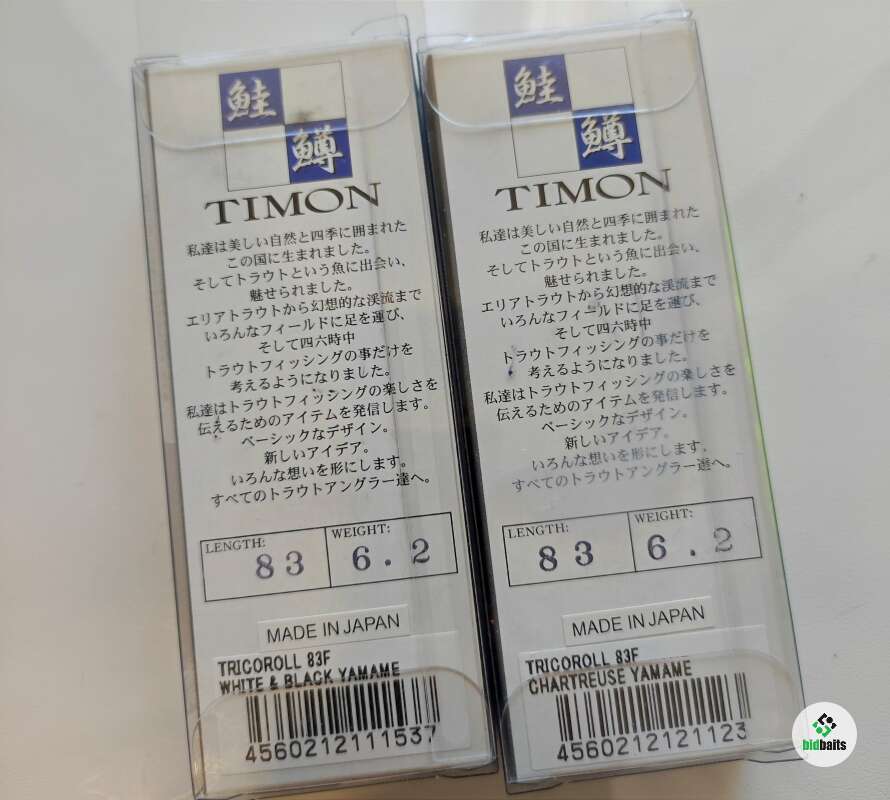 鮭
鱒
TIMON
私達は美しい自然と四季に囲まれた
この国に生まれました。
そしてトラウトという魚に出会い、
魅せられました。
エリアトラウトから幻想的な渓流まで
いろんなフィールドに足を運び、
そして四六時中
トラウトフィッシングの事だけを
考えるようになりました。
私達はトラウトフィッシングの楽しさを
伝えるためのアイテムを発信します。
ベーシックなデザイン。
新しいアイデア。
いろんな想いを形にします。
すべてのトラウトアングラー達へ。
LENGTH:
83
WEIGHT:
6.2
MADE IN JAPAN
TRICOROLL 83F
WHITE & BLACK YAMAME
4560212111537
鮭
鱒
TIMON
私達は美しい自然と四季に囲まれた
この国に生まれました。
そしてトラウトという魚に出会い、
魅せられました。
エリアトラウトから幻想的な渓流まで
いろんなフィールドに足を運び、
そして四六時中
トラウトフィッシングの事だけを
考えるようになりました。
私達はトラウトフィッシングの楽しさを
伝えるためのアイテムを発信します。
ベーシックなデザイン。
新しいアイデア。
いろんな想いを形にします。
すべてのトラウトアングラー達へ。
LENGTH:
83
WEIGHT:
6.2
MADE IN JAPAN
TRICOROLL 83F
CHARTREUSE YAMAME
4560212121123
bidbaits